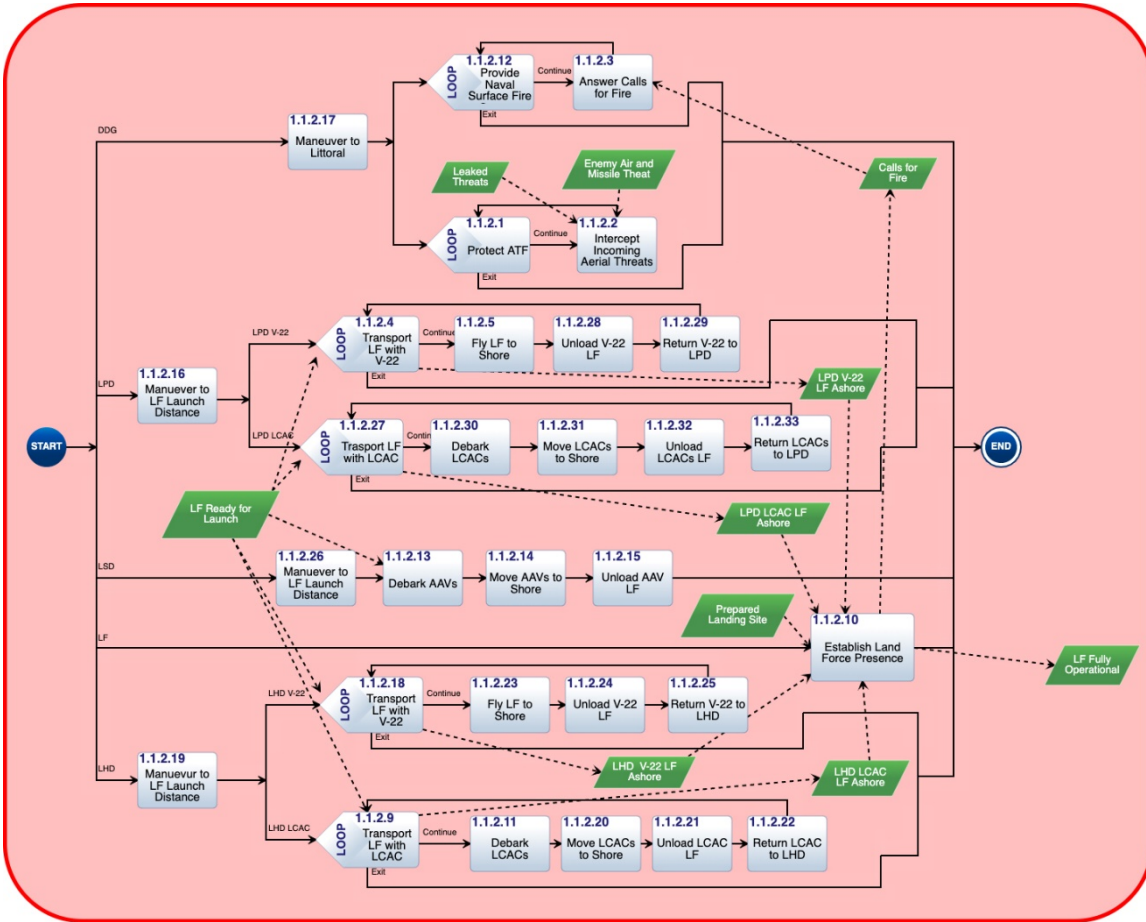 1.1.2.12
LOOP
Provide
Naval
Surface Fire
Continue
Exit
1.1.2.3
Answer Calls
for Fire
DDG
1.1.2.17
Maneuver to
Littoral
Leaked
Threats
Enemy Air and
Missile Theat
Calls for
Fire
1.1.2.1
LOOP
Protect ATF
Continue
Exit
1.1.2.2
Intercept
Incoming
Aerial Threats
LPD V-22
1.1.2.4
LOOP
Transport
LF with
V-22
Continue
Exit
1.1.2.5
Fly LF to
Shore
1.1.2.28
Unload V-22
LF
1.1.2.29
Return V-22 to
LPD
LPD
1.1.2.16
Manuever to
LF Launch
Distance
LPD V-22
LF Ashore
LPD LCAC
1.1.2.27
LOOP
Trasport LF
with LCAC
Contin
Exit
1.1.2.30
Debark
LCACs
1.1.2.31
Move LCACs
to Shore
1.1.2.32
Unload
LCACs LF
1.1.2.33
Return LCACs
to LPD
START
END
LF Ready for
Launch
LPD LCAC LF
Ashore
LSD
1.1.2.26
Manuever to
LF Launch
Distance
1.1.2.13
Debark AAVs
1.1.2.14
Move AAVs to
Shore
1.1.2.15
Unload AAV
LF
Prepared
Landing Site
LF
1.1.2.10
Establish Land
Force Presence
LF Fully
Operational
LHD V-22
1.1.2.18
LOOP
Transport
LF with
V-22
Continue
Exit
1.1.2.23
Fly LF to
Shore
1.1.2.24
Unload V-22
LF
1.1.2.25
Return V-22 to
LHD
LHD
1.1.2.19
Manuevur to
LF Launch
Distance
LHD V-22 LF
Ashore
LHD LCAC
LF Ashore
LHD LCAC
1.1.2.9
LOOP
Transport
LF with
LCAC
Continue
Exit
1.1.2.11
Debark
LCACs
1.1.2.20
Move LCACs
to Shore
1.1.2.21
Unload LCAC
LF
1.1.2.22
Return LCAC
to LHD